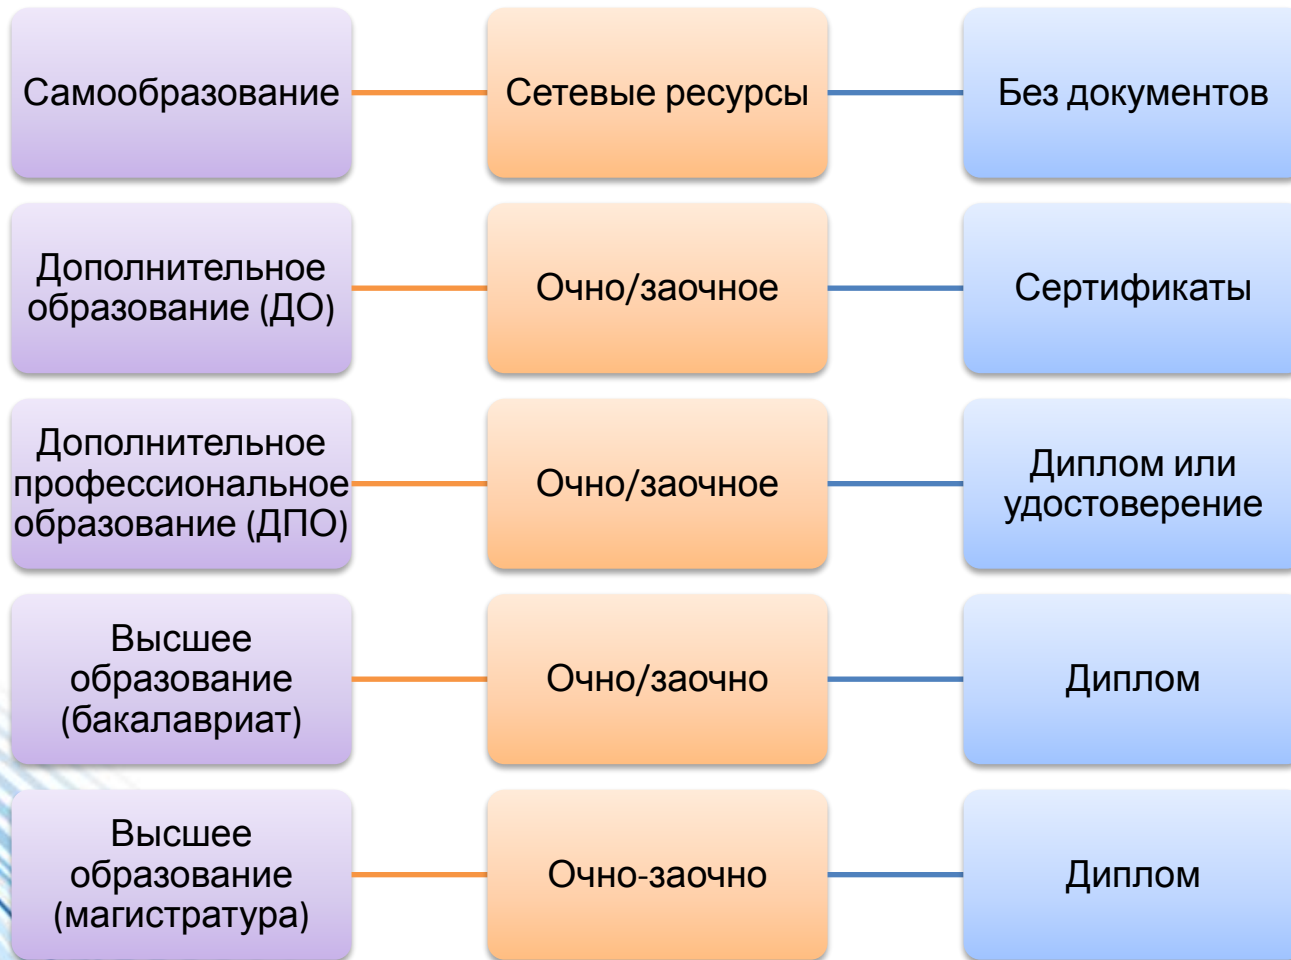 Самообразование
Сетевые ресурсы
Без документов
Дополнительное
образование (ДО)
Очно/заочное
Сертификаты
Дополнительное
профессиональное
образование (ДПО)
Очно/заочное
Диплом или
удостоверение
Высшее
образование
(бакалавриат)
Очно/заочно
Диплом
Высшее
образование
(магистратура)
Очно-заочно
Диплом